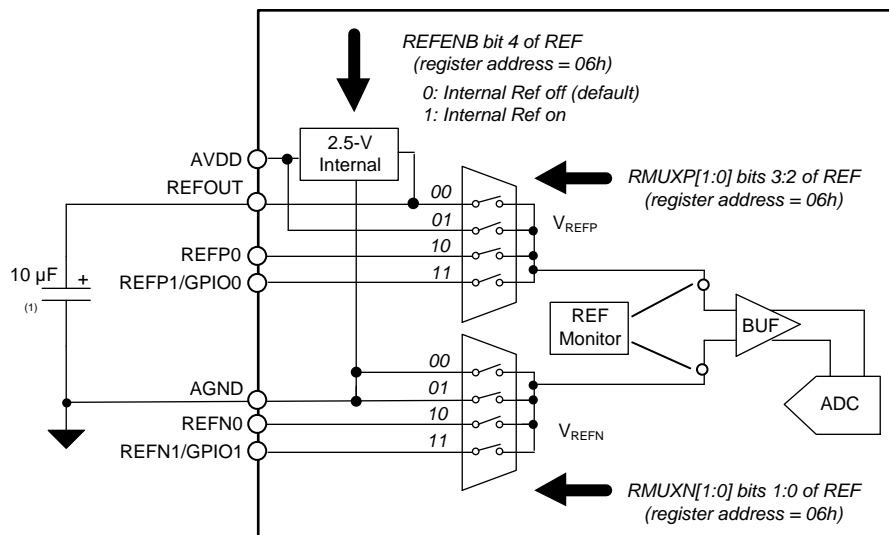 REFENB bit 4 of REF
(register address = 06h)
0: Internal Ref off (default)
1: Internal Ref on
2.5-V
Internal
AVDD
REFOUT
REFP0
REFP1/GPIO0
10 µF
+
(1)
00
01
10
11
RMUXP[1:0] bits 3:2 of REF
(register address = 06h)
VREFP
REF
Monitor
BUF
ADC
AGND
REFN0
REFN1/GPIO1
00
01
10
11
VREFN
RMUXN[1:0] bits 1:0 of REF
(register address = 06h)